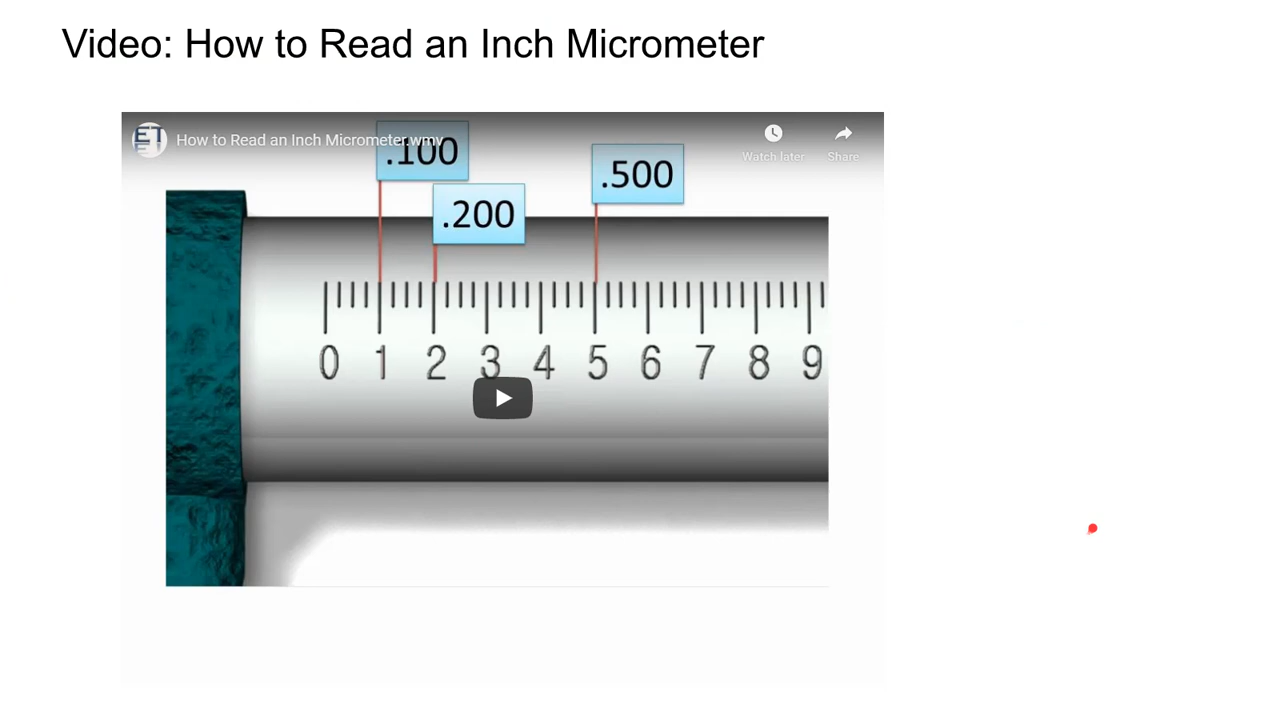 Video: How to Read an Inch Micrometer
ET
How to Read an Inch Micrometer.wmv
Watch later
Share
.100
.500
.200
0 1 2 3 4 5 6 7 8 9